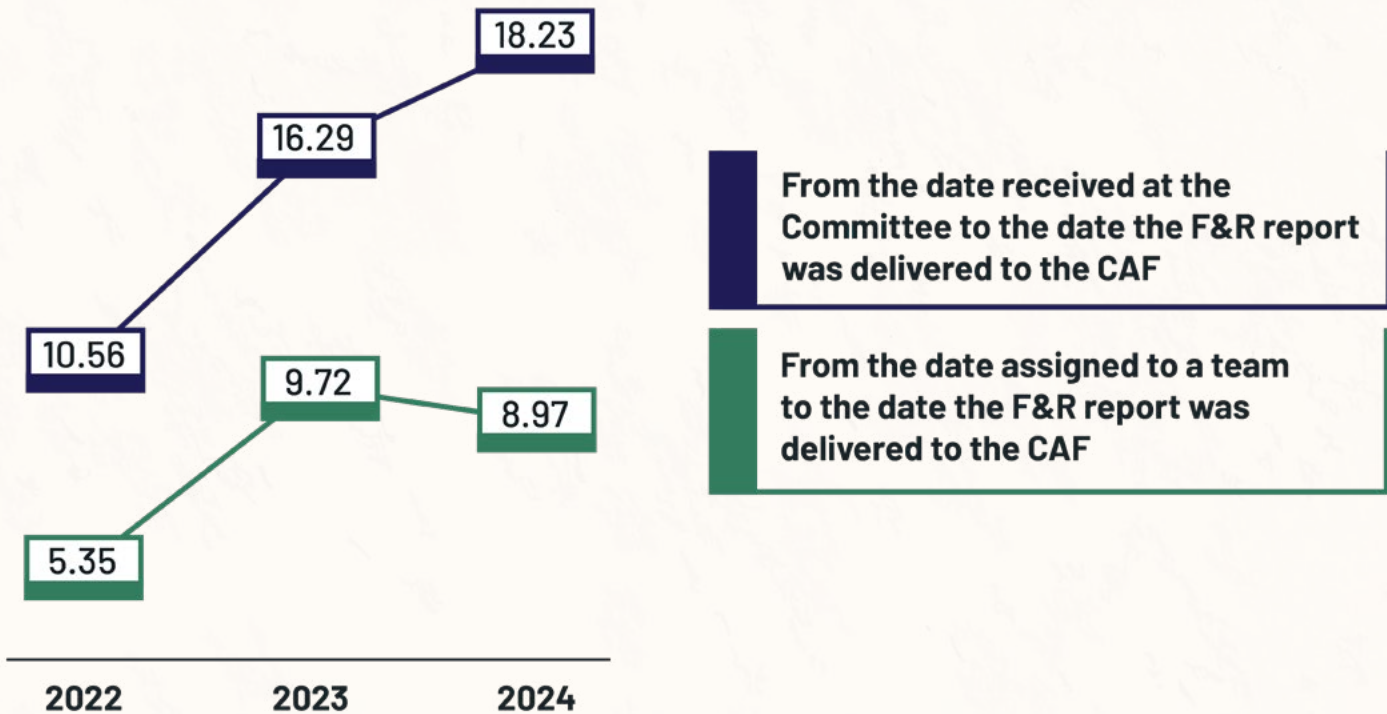 18.23
16.29
10.56
9.72
8.97
5.35
2022 2023 2024
From the date received at the
Committee to the date the F&R report
was delivered to the CAF
From the date assigned to a team
to the date the F&R report was
delivered to the CAF